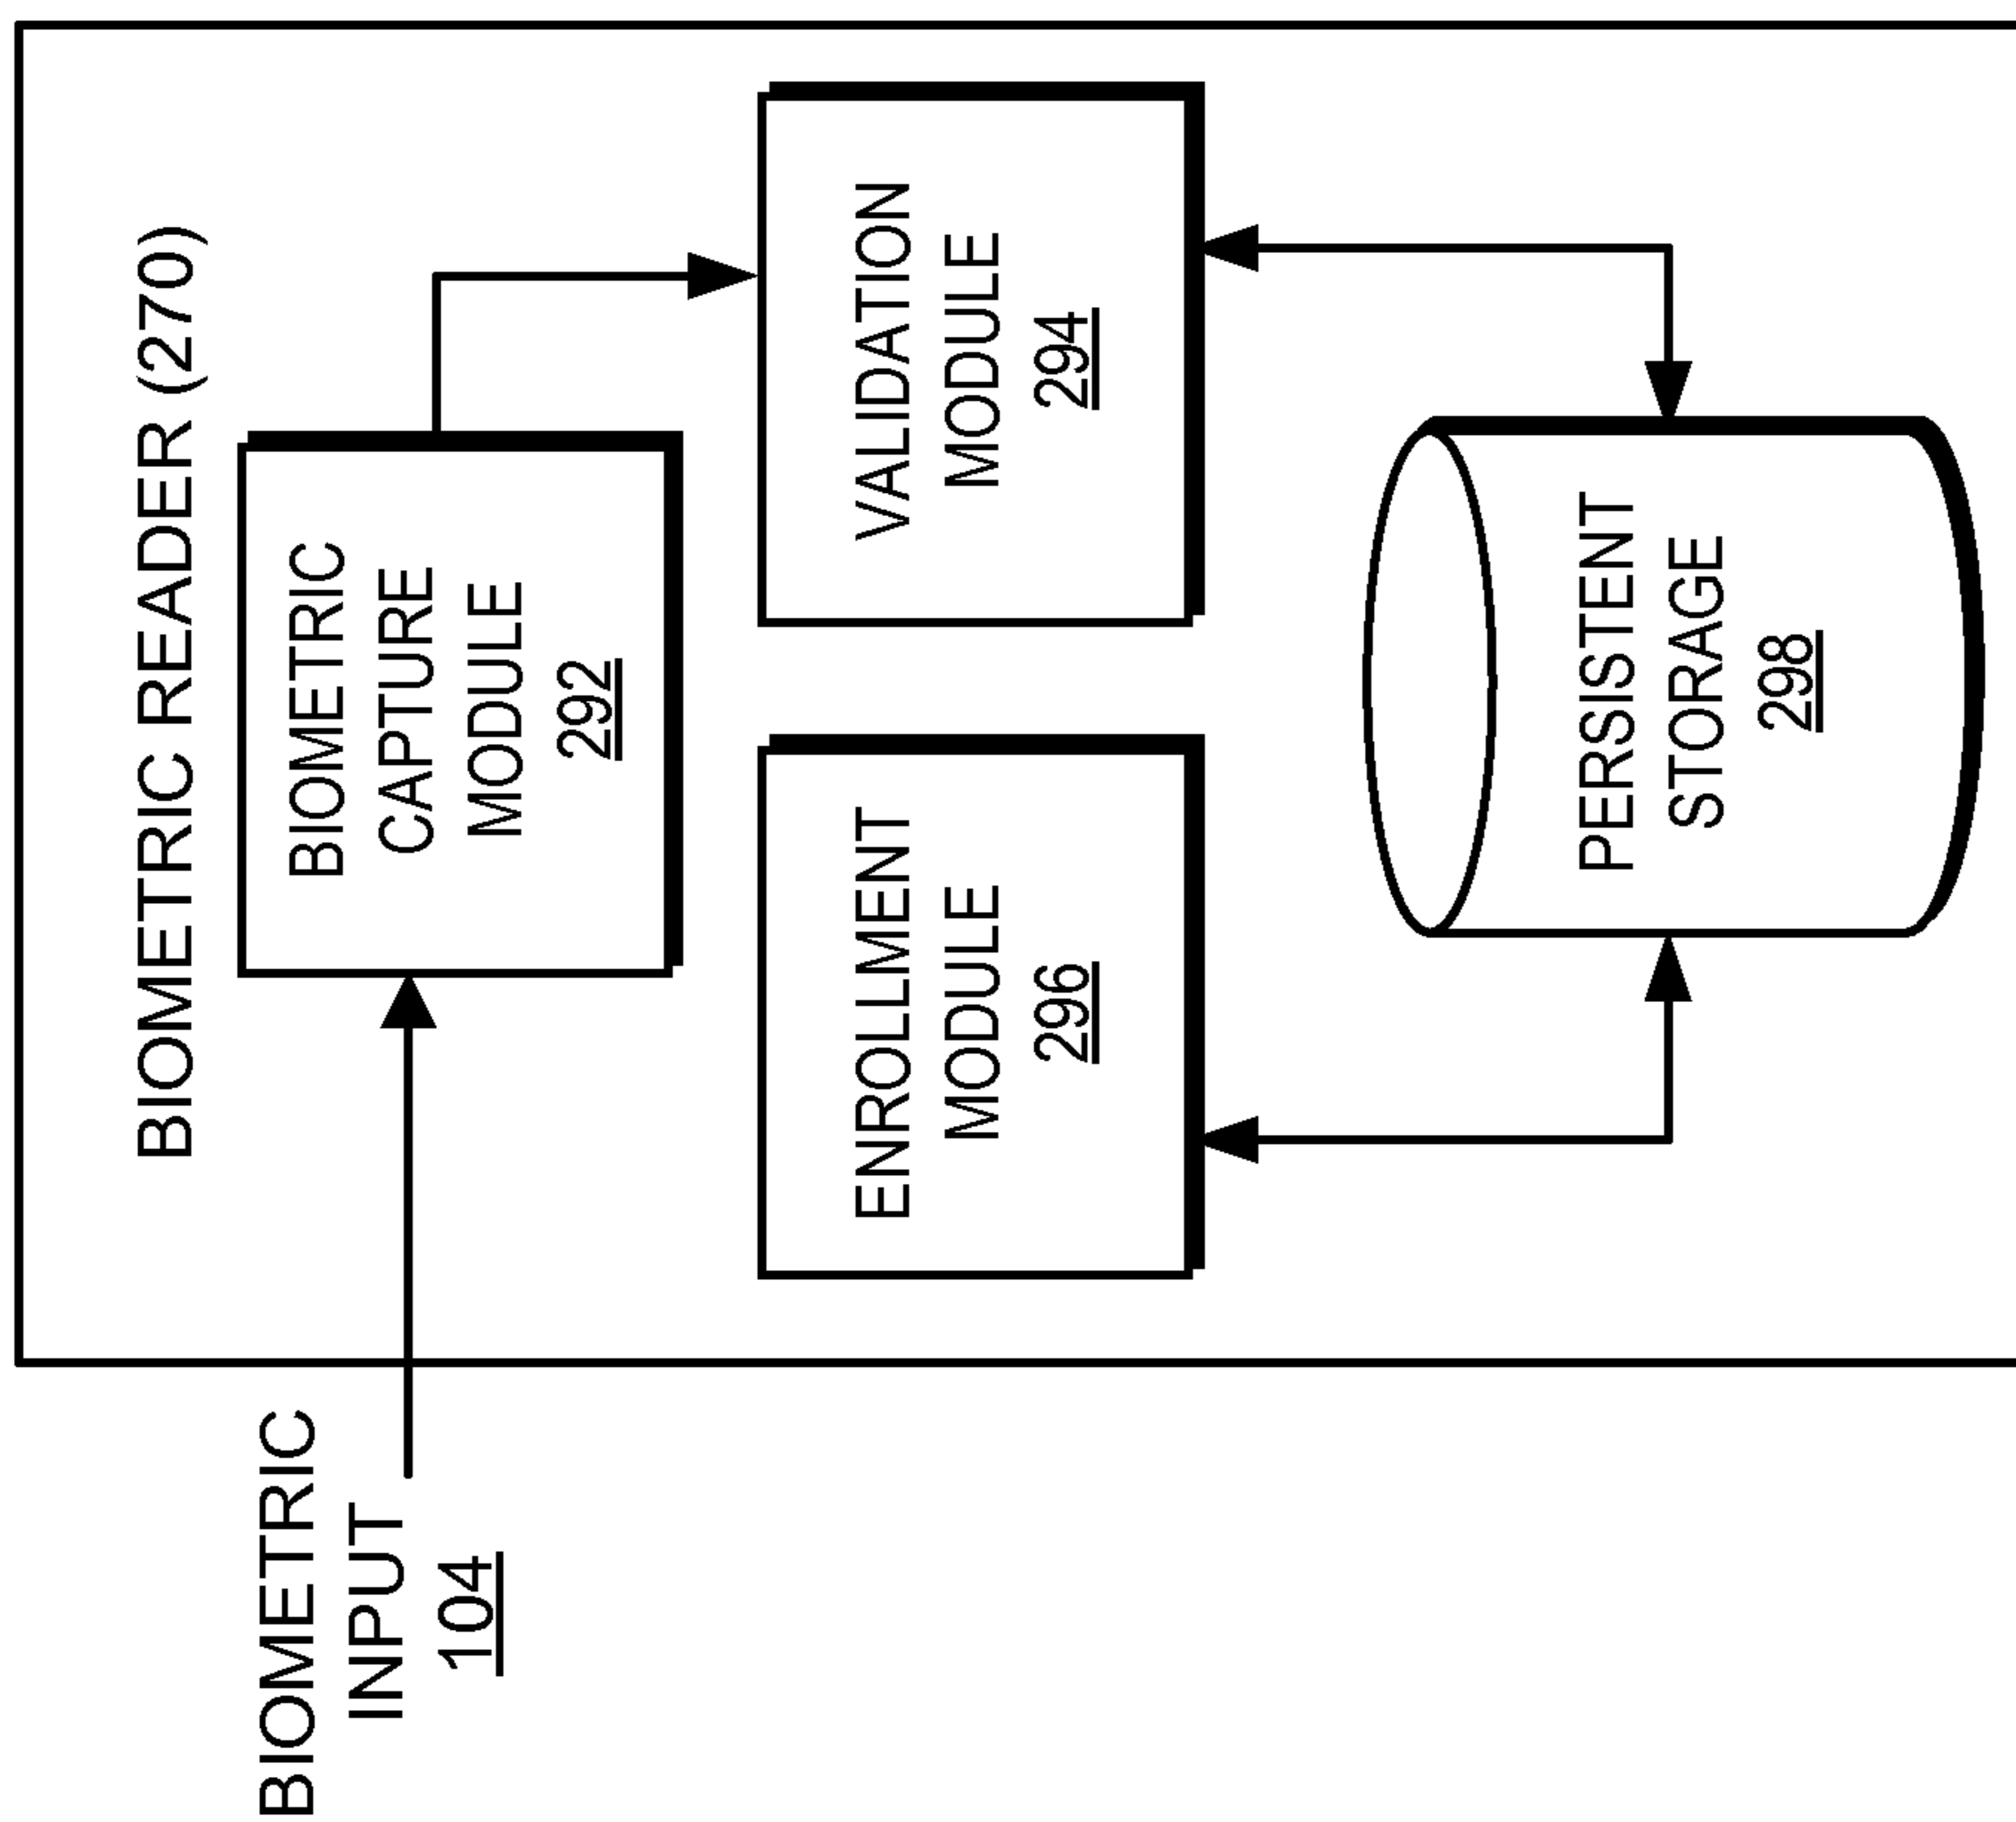 BIOMETRIC READER (270)
BIOMETRIC
INPUT
104
BIOMETRIC
CAPTURE
MODULE
292
ENROLLMENT
MODULE
296
VALIDATION
MODULE
294
PERSISTENT
STORAGE
298